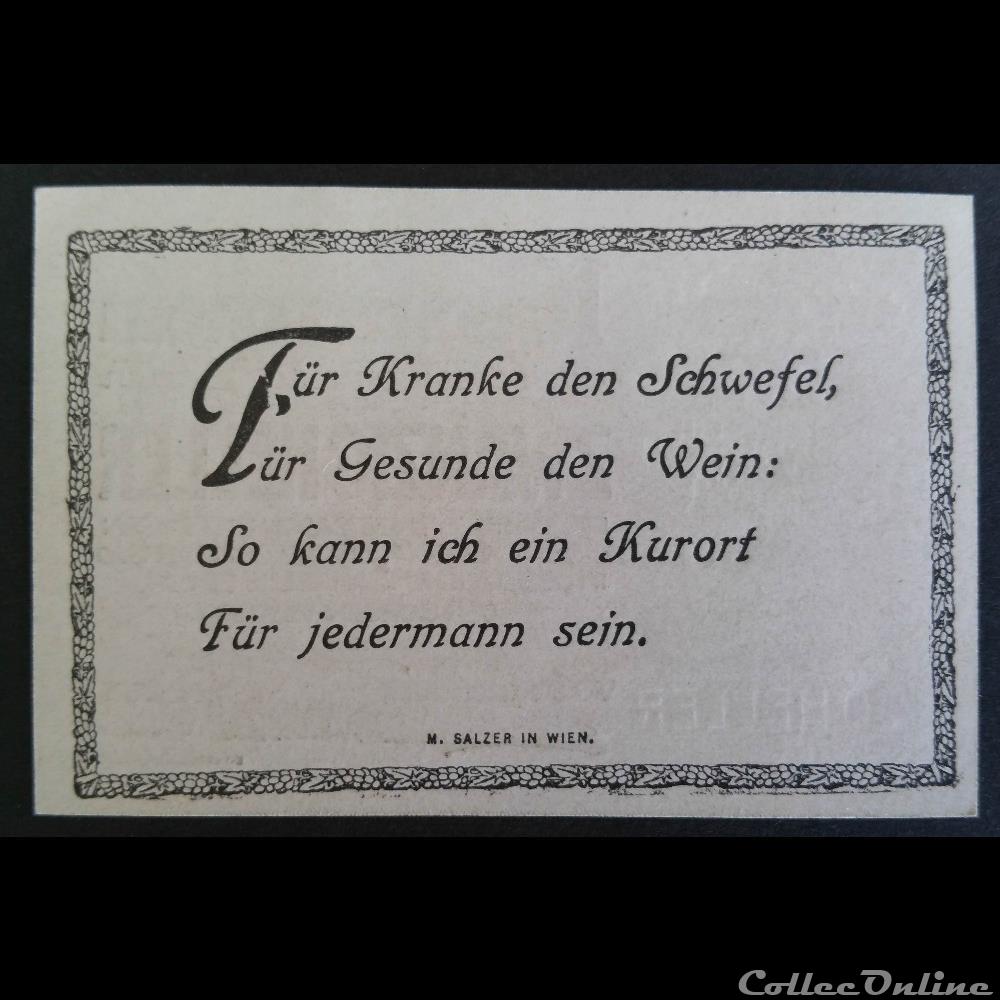 Für Kranke den Schwefel,
Für Gesunde den Wein:
So kann ich ein Kurort
Für jedermann sein.
M. SALZER IN WIEN.
CollecOnline